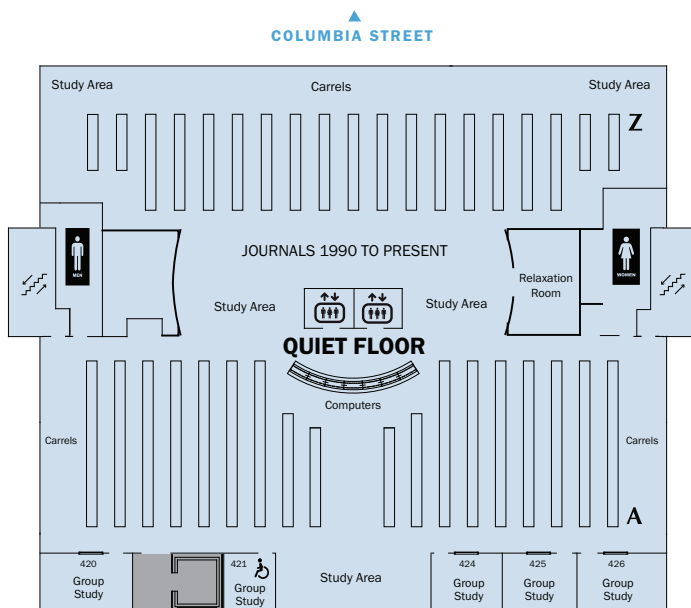 COLUMBIA STREET
Study Area
Carrels
Study Area
Z
JOURNALS 1990 TO PRESENT
MEN
WOMEN
Relaxation
Room
Study Area
Study Area
QUIET FLOOR
Computers
Carrels
Carrels
A
420
Group
Study
421
Group
Study
Study Area
424
Group
Study
425
Group
Study
426
Group
Study